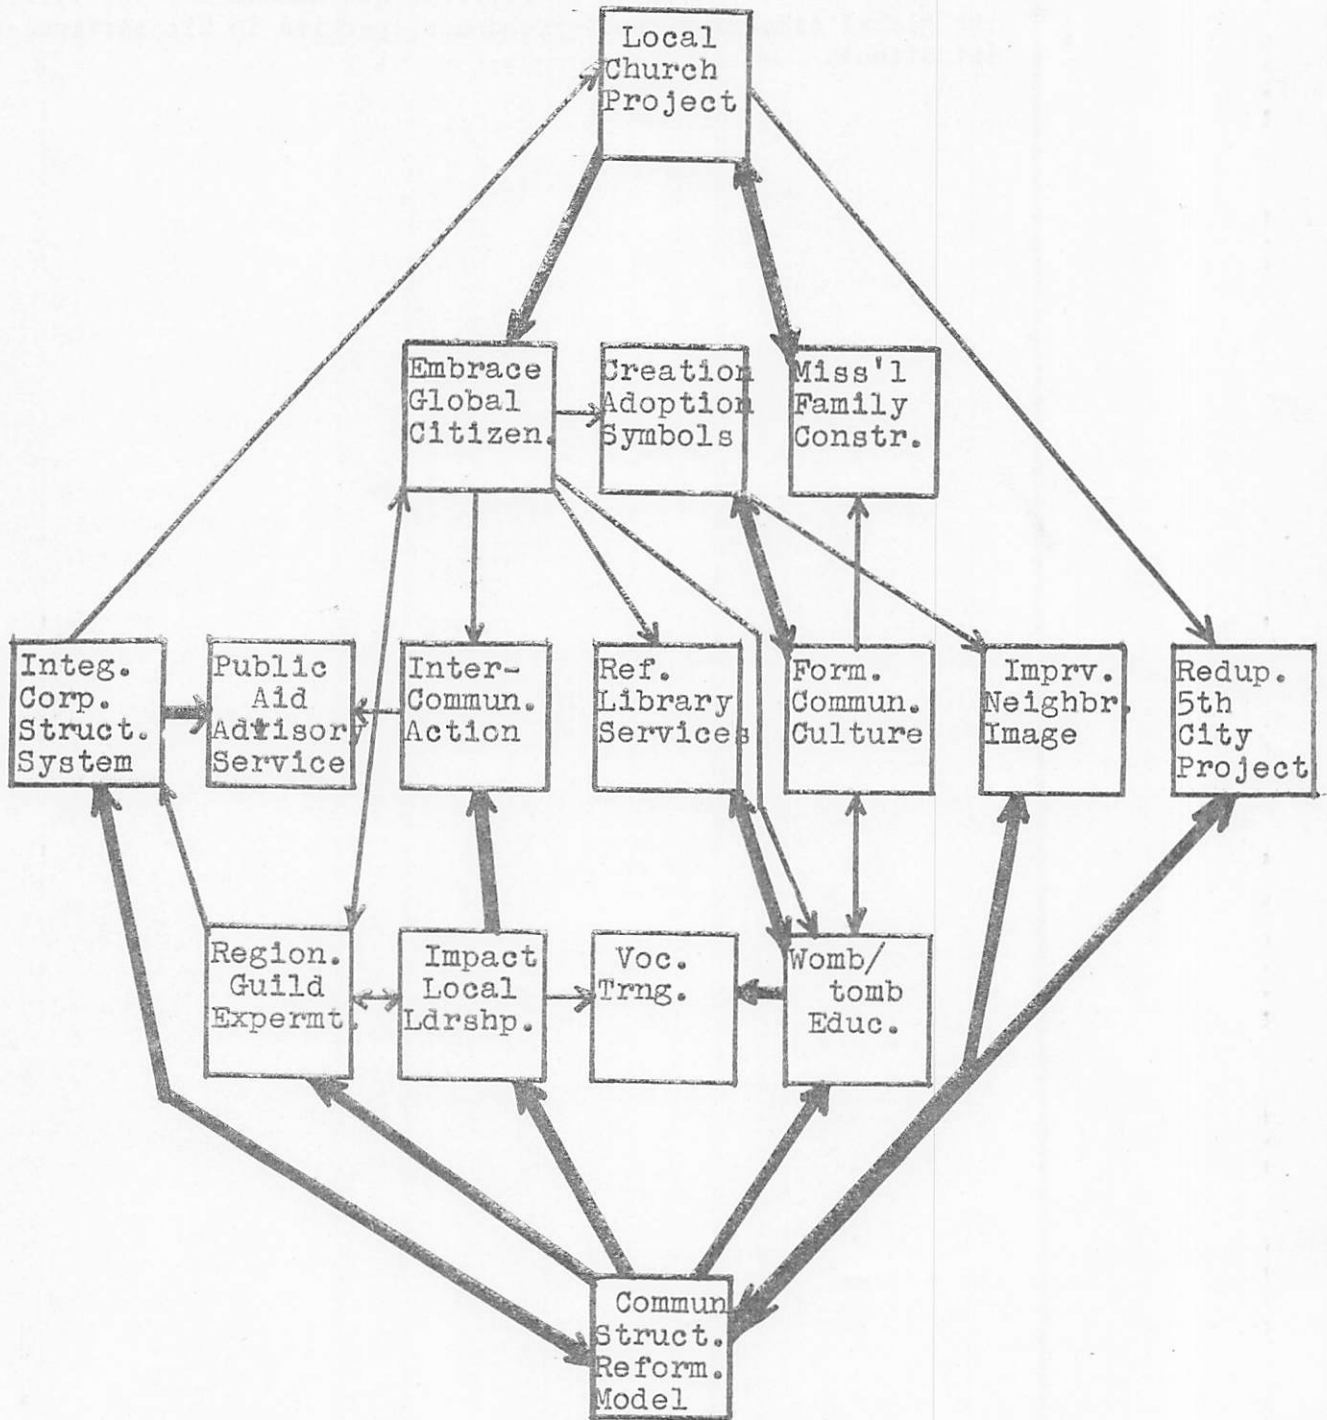 Local
Church
Project
Embrace
Global
Citizen.
Creation
Adoption
Symbols
Miss'l
Family
Constr.
Integ.
Corp.
Struct.
System
Public
Aid
Advisory
Service
Inter-
Commun.
Action
Ref.
Library
Services
Form.
Commun.
Culture
Imprv.
Neighbr.
Image
Redup.
5th
City
Project
Region.
Guild
Expermt.
Impact
Local
Ldrshp.
Voc.
Trng.
Womb/
tomb
Educ.
Commun
Struct.
Reform.
Model